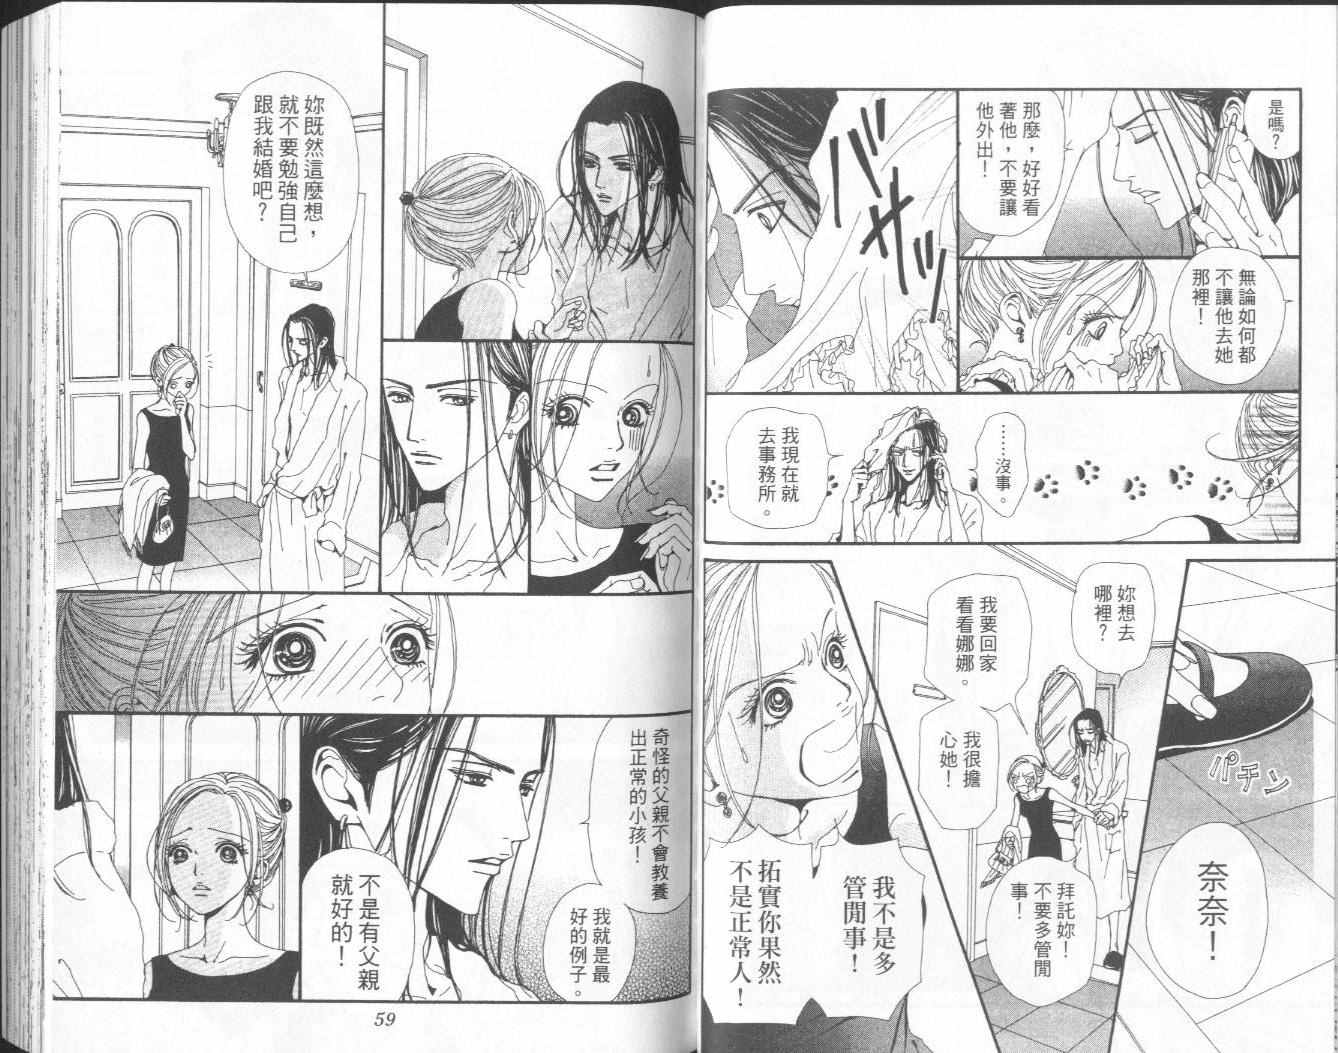 是嗎?
那麼，好好看
著他，不要讓
他外出！
バメッ
無論如何都
不讓他去她
那裡！
……沒事。
我現在就
去事務所。
パチン
奈奈！
妳想去
哪裡?
我要回家
看看娜娜。
我很擔
心她！
拜託妳！
不要多管閒
事！
我不是多
管閒事！
拓實你果然
不是正常人！
妳既然這麼想，
就不要勉強自己
跟我結婚吧?
奇怪的父親不會教養
出正常的小孩！
我就是最
好的例子。
不是有父親
就好的！
59